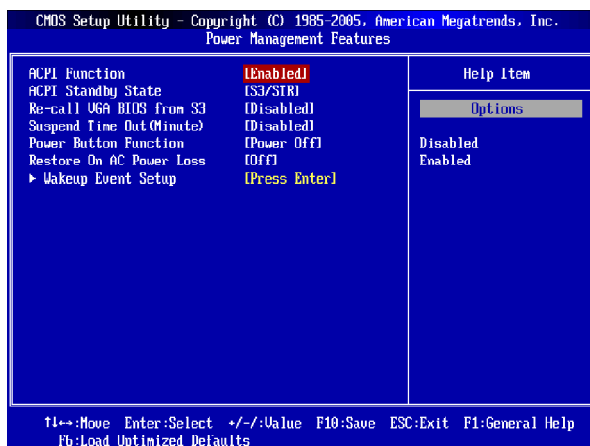 CMOS Setup Utility - Copyright (C) 1985-2005, American Megatrends, Inc.
Power Management Features
ACPI Function [Enabled]
ACPI Standby State [S3/STR]
Re-call VGA BIOS from S3 [Disabled]
Suspend Time Out(Minute) [Disabled]
Power Button Function [Power Off]
Restore On AC Power Loss [Off]
► Wakeup Event Setup [Press Enter]
Help Item
Options
Disabled
Enabled
↑↓←→:Move Enter:Select +/-/:Value F10:Save ESC:Exit F1:General Help
F6:Load Optimized Defaults